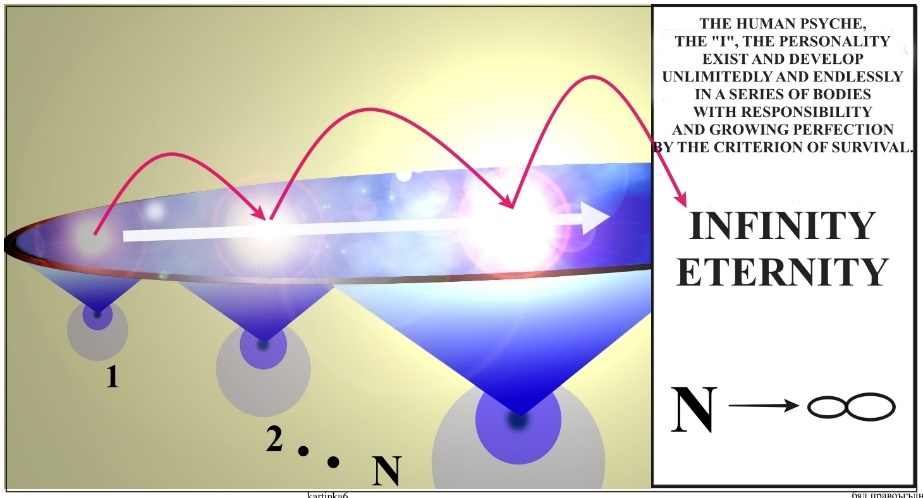 THE HUMAN PSYCHE,
THE "I", THE PERSONALITY
EXIST AND DEVELOP
UNLIMITEDLY AND ENDLESSLY
IN A SERIES OF BODIES
WITH RESPONSIBILITY
AND GROWING PERFECTION
BY THE CRITERION OF SURVIVAL.
INFINITY
ETERNITY
N → ∞
1
2 • • N
kartinka6